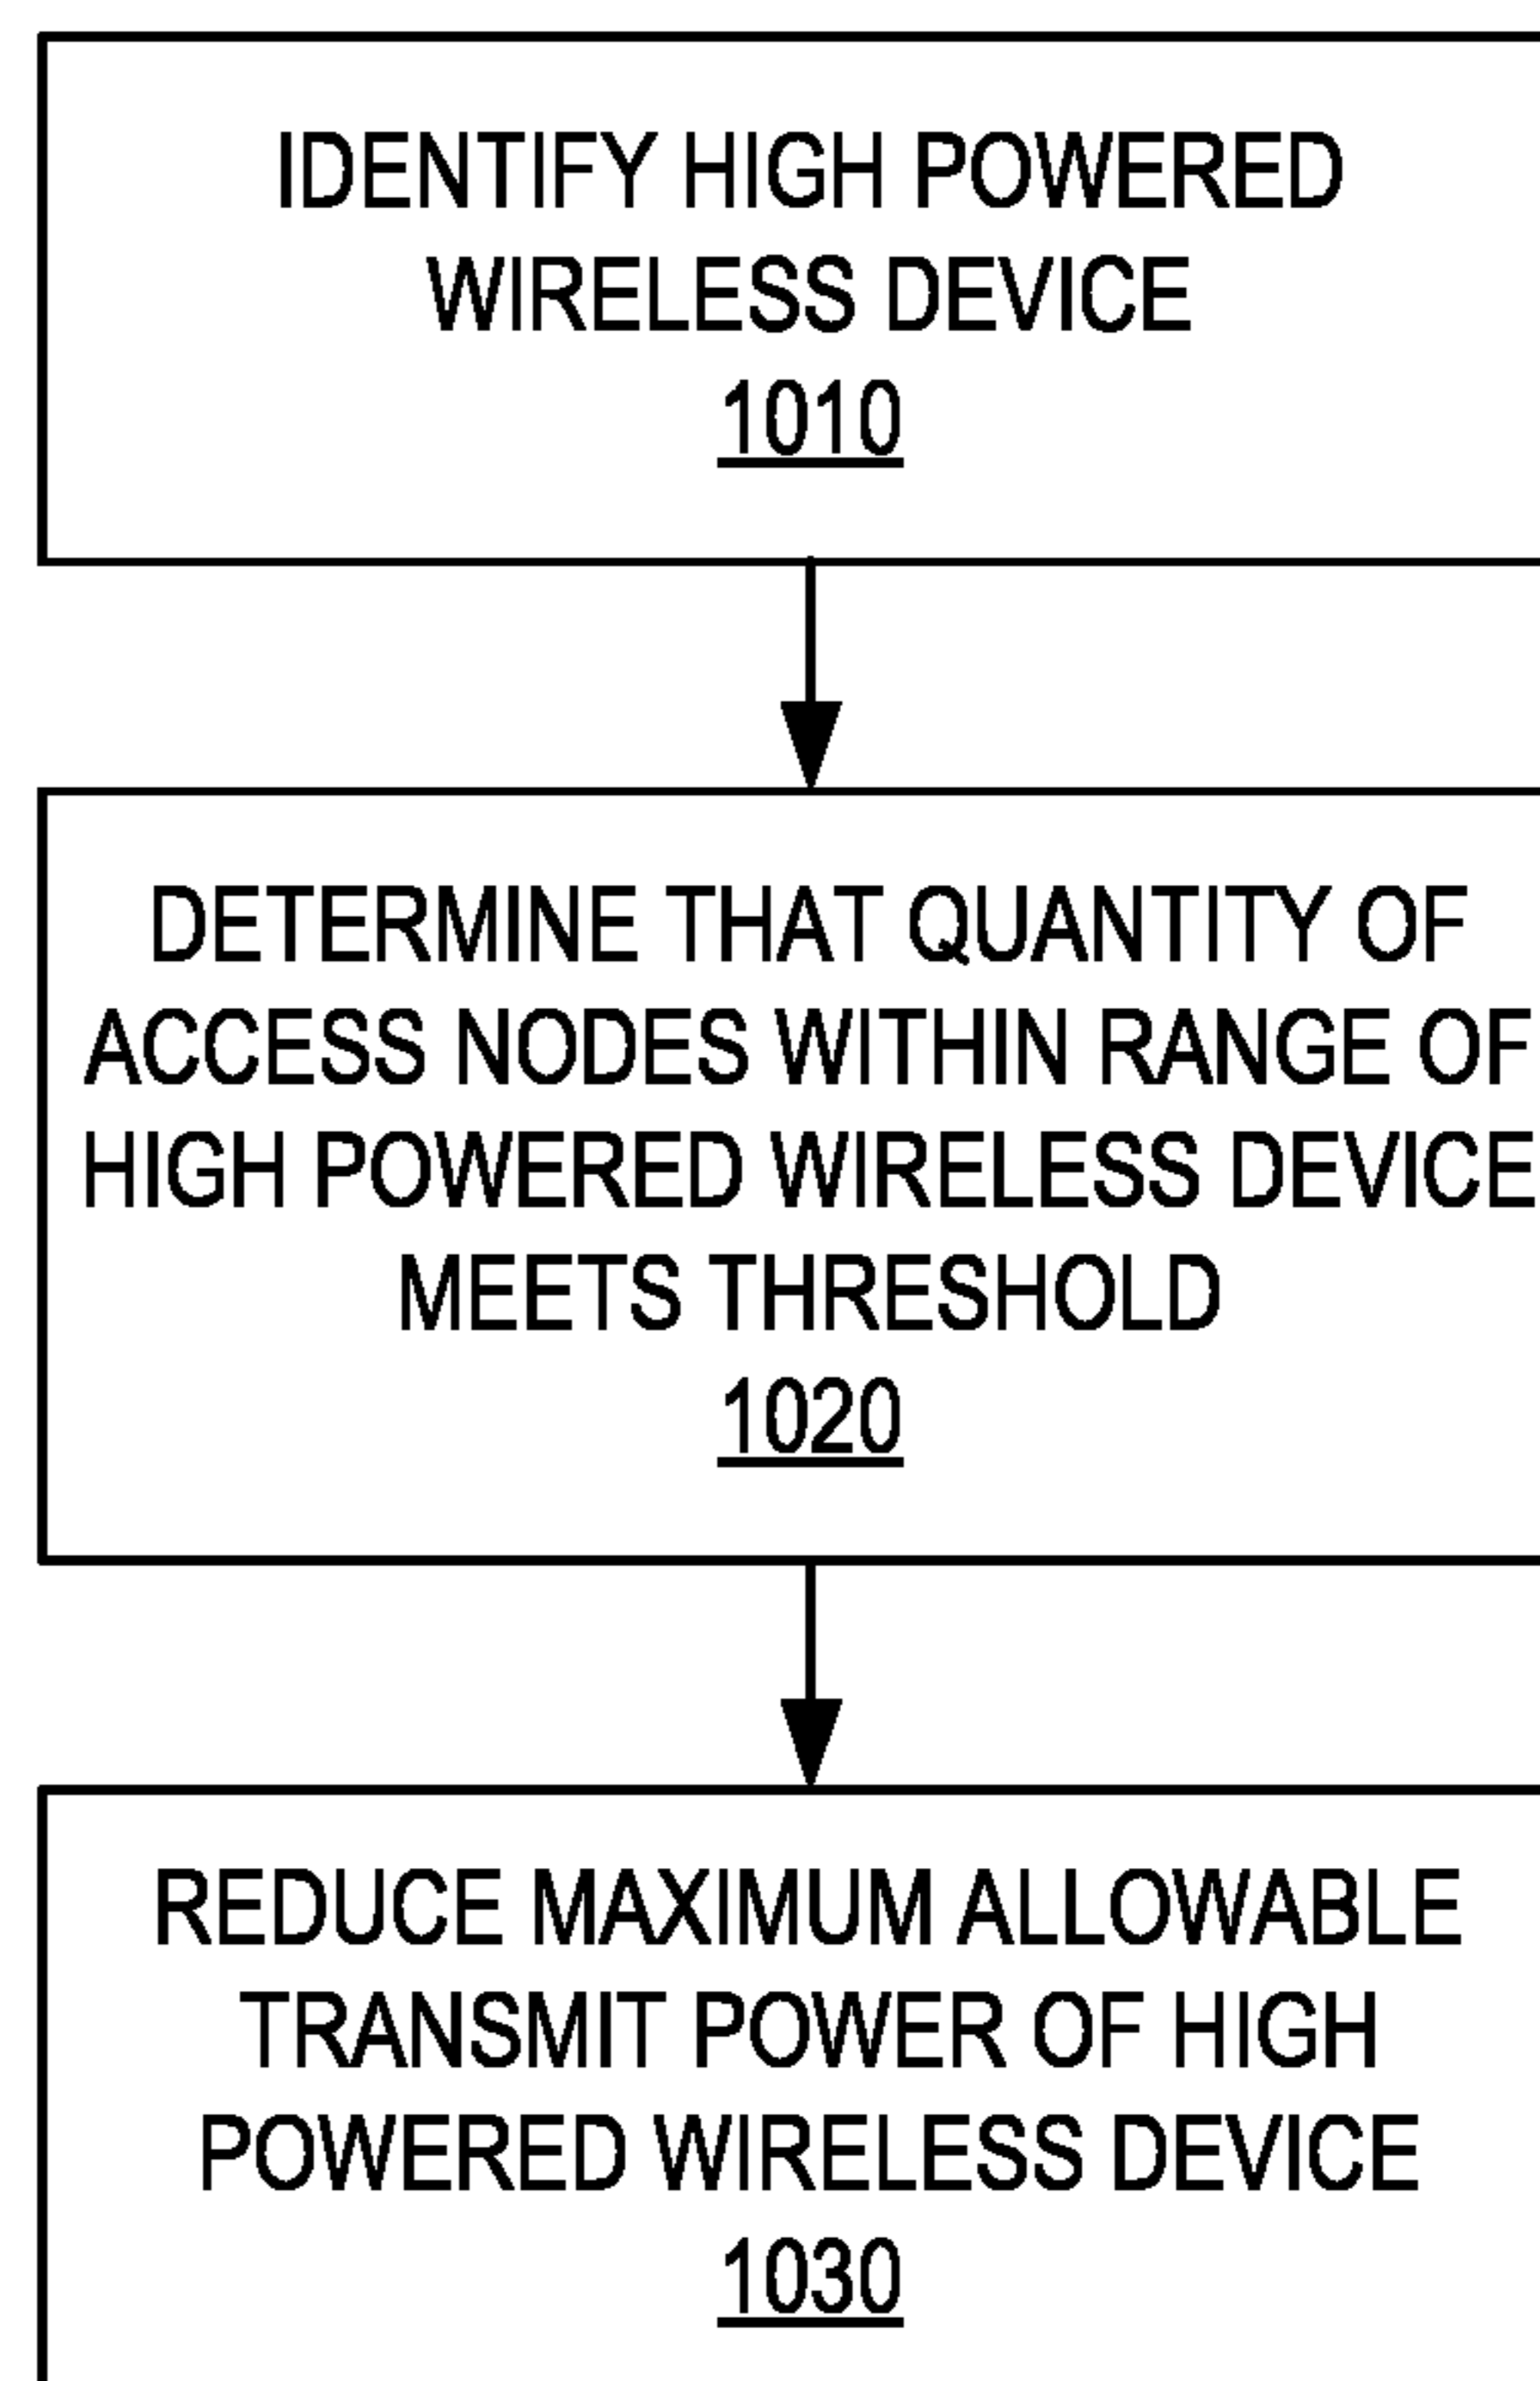 IDENTIFY HIGH POWERED
WIRELESS DEVICE
1010
DETERMINE THAT QUANTITY OF
ACCESS NODES WITHIN RANGE OF
HIGH POWERED WIRELESS DEVICE
MEETS THRESHOLD
1020
REDUCE MAXIMUM ALLOWABLE
TRANSMIT POWER OF HIGH
POWERED WIRELESS DEVICE
1030